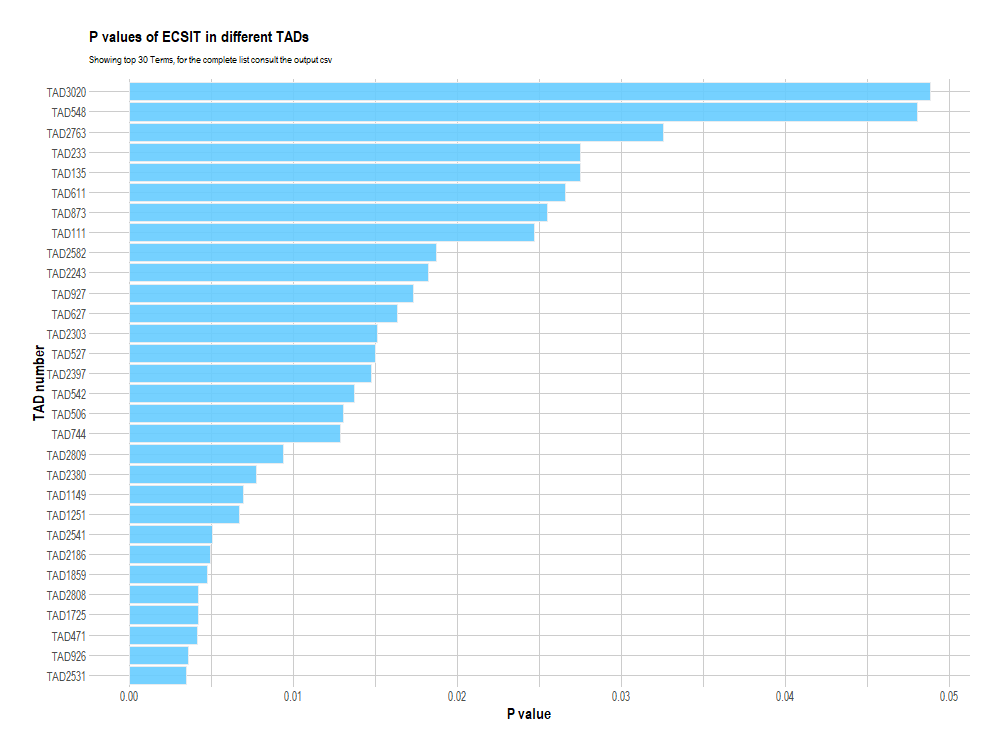 P values of ECSIT in different TADs
Showing top 30 Terms, for the complete list consult the output csv
TAD3020
TAD548
TAD2763
TAD233
TAD135
TAD611
TAD873
TAD111
TAD2582
TAD2243
TAD927
TAD627
TAD2303
TAD527
TAD2397
TAD542
TAD506
TAD744
TAD2809
TAD2380
TAD1149
TAD1251
TAD2541
TAD2186
TAD1859
TAD2808
TAD1725
TAD471
TAD926
TAD2531
TAD number
0.00 0.01 0.02 0.03 0.04 0.05
P value